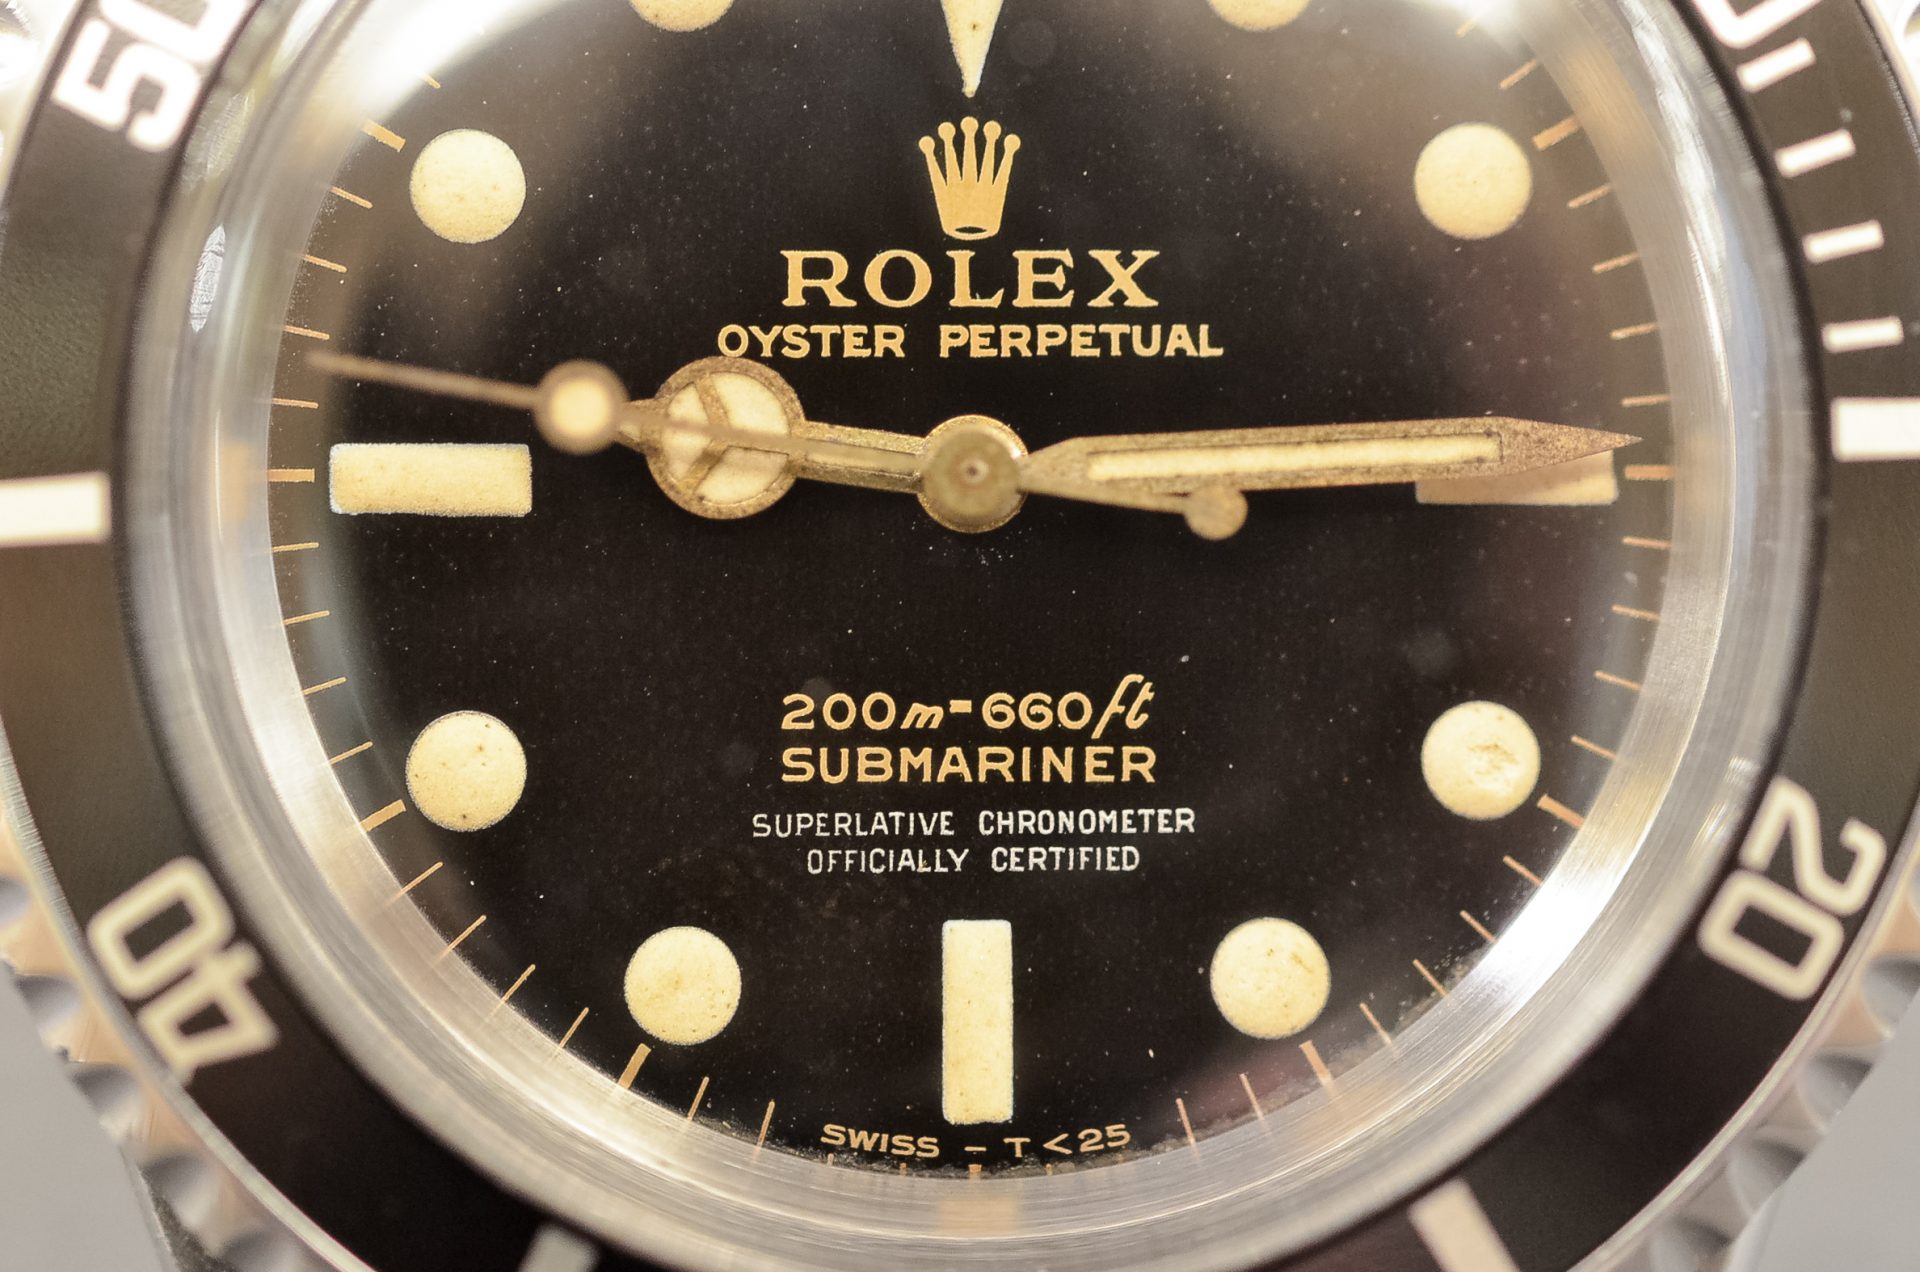 50
ROLEX
OYSTER PERPETUAL
200m-660ft
SUBMARINER
SUPERLATIVE CHRONOMETER
OFFICIALLY CERTIFIED
40
20
SWISS - T<25